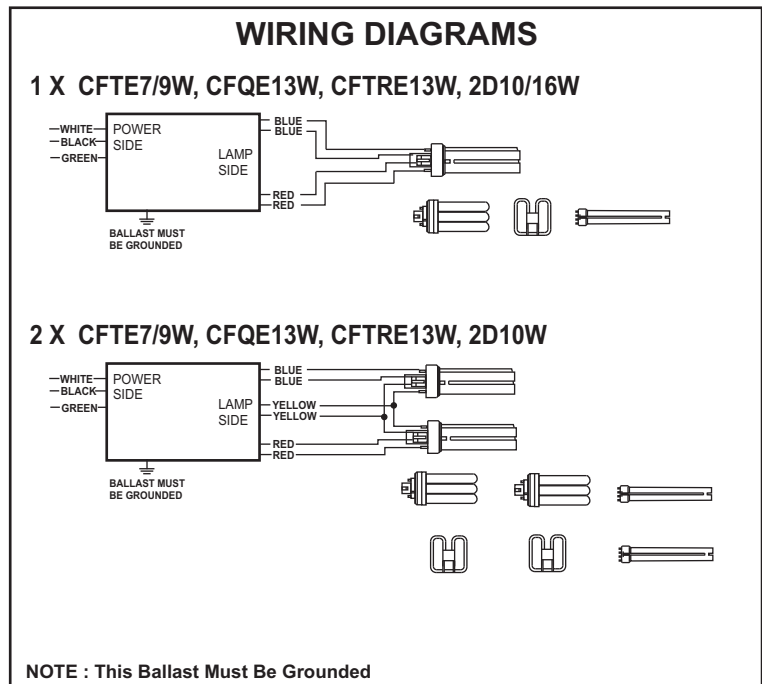 WIRING DIAGRAMS
1 X CFTE7/9W, CFQE13W, CFTRE13W, 2D10/16W
WHITE
BLACK
GREEN
POWER
SIDE
LAMP
SIDE
BLUE
BLUE
RED
RED
BALLAST MUST
BE GROUNDED
2 X CFTE7/9W, CFQE13W, CFTRE13W, 2D10W
WHITE
BLACK
GREEN
POWER
SIDE
LAMP
SIDE
BLUE
BLUE
YELLOW
YELLOW
RED
RED
BALLAST MUST
BE GROUNDED
NOTE : This Ballast Must Be Grounded